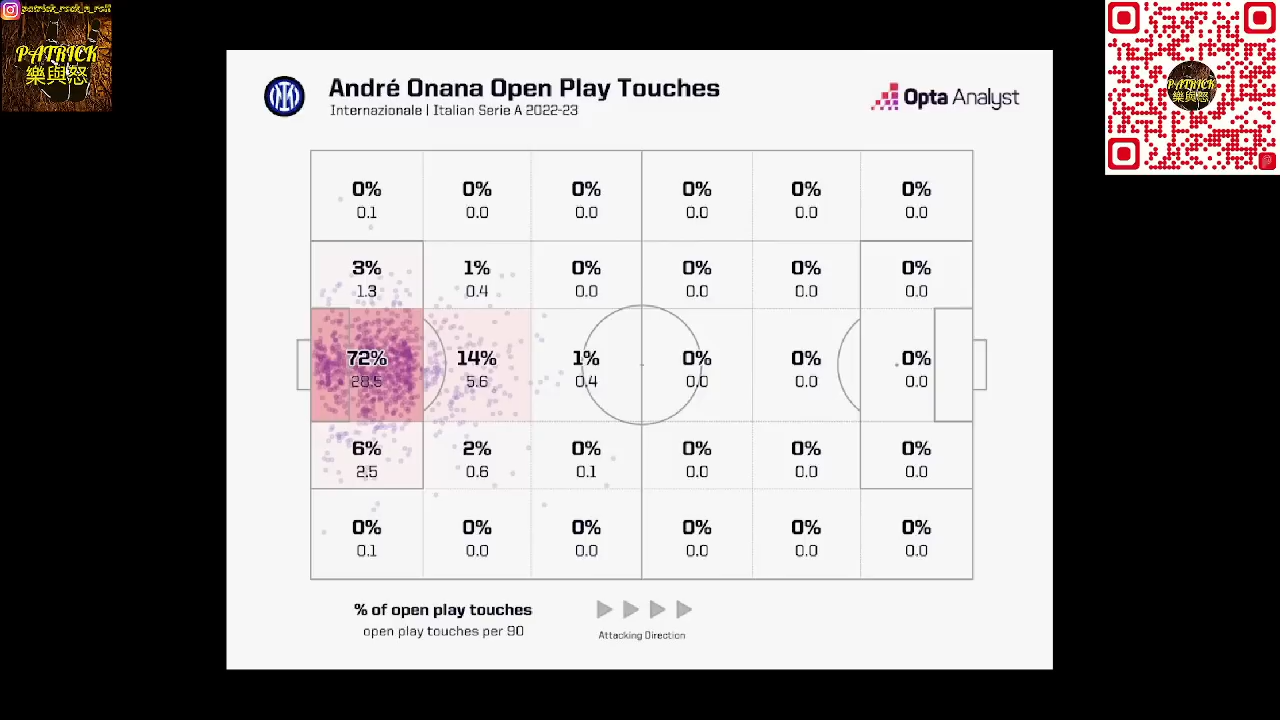 patrick_rock_n_roll
PATRICK
樂與怒
PATRICK
樂與怒
André Onana Open Play Touches
Internazionale | Italian Serie A 2022-23
Opta Analyst
0% 0% 0% 0% 0% 0%
0.1 0.0 0.0 0.0 0.0 0.0
3% 1% 0% 0% 0% 0%
1.3 0.4 0.0 0.0 0.0 0.0
72% 14% 1% 0% 0% 0%
28.5 5.6 0.4 0.0 0.0 0.0
6% 2% 0% 0% 0% 0%
2.5 0.6 0.1 0.0 0.0 0.0
0% 0% 0% 0% 0% 0%
0.1 0.0 0.0 0.0 0.0 0.0
% of open play touches
open play touches per 90
Attacking Direction